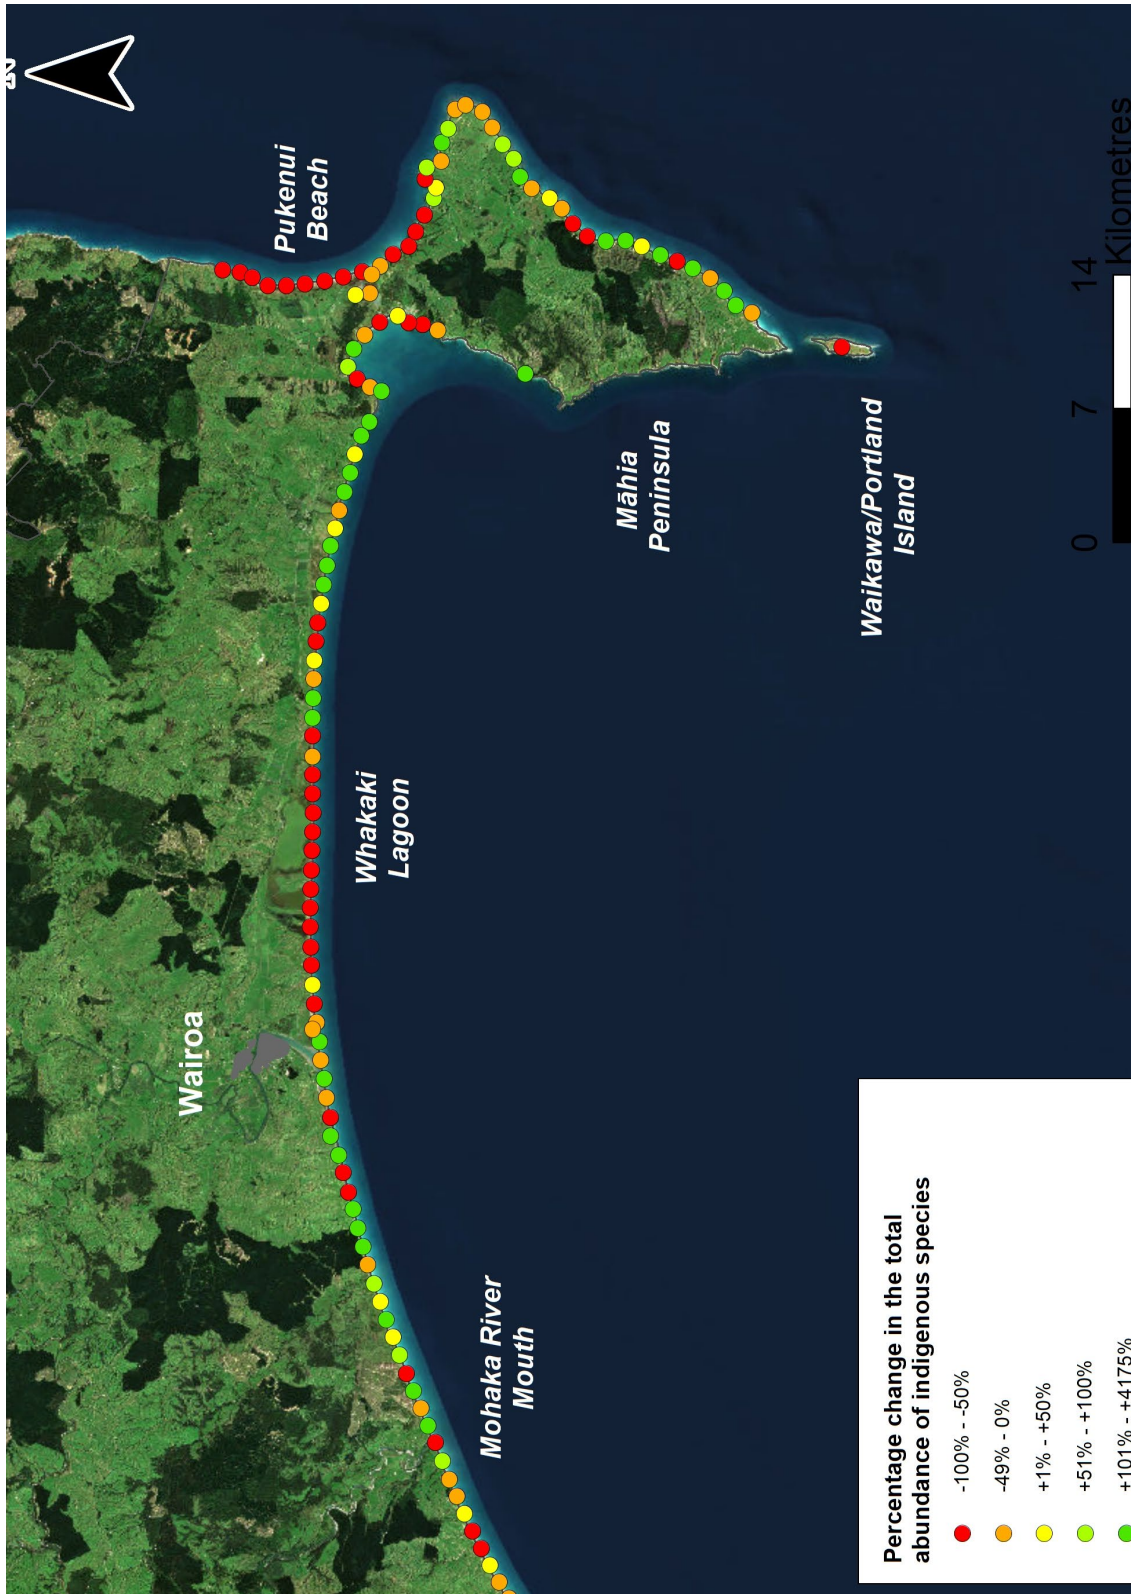 N
Pukenui
Beach
Wairoa
Whakaki
Lagoon
Mohaka River
Mouth
Māhia
Peninsula
Waikawa/Portland
Island
0 7 14
Kilometres
Percentage change in the total
abundance of indigenous species
-100% - -50%
-49% - 0%
+1% - +50%
+51% - +100%
+101% - +4175%